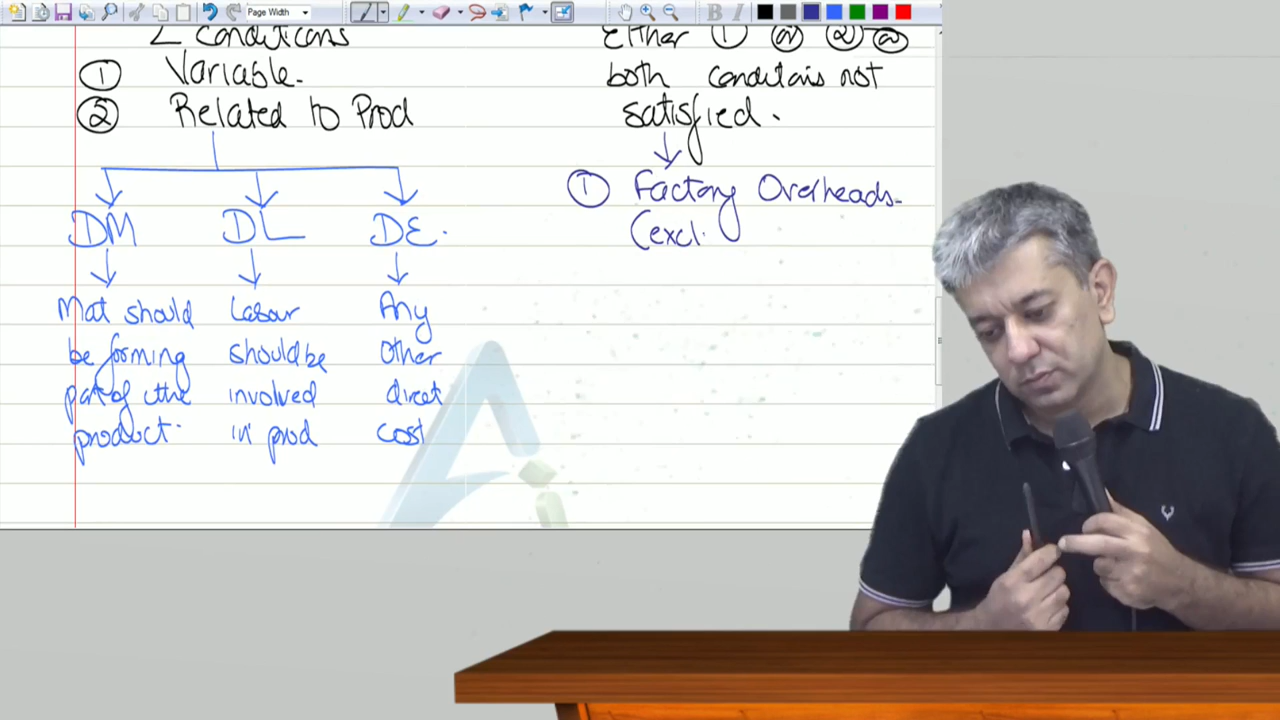 Page Width
2 Conditions
① Variable.
② Related to Prod
DM DL DE.
Mat should
be forming
part of the
product.
Labour
should be
involved
in prod
Any
other
direct
cost
Either ① or ② or
both conditions not
satisfied.
① Factory Overheads
(excl.